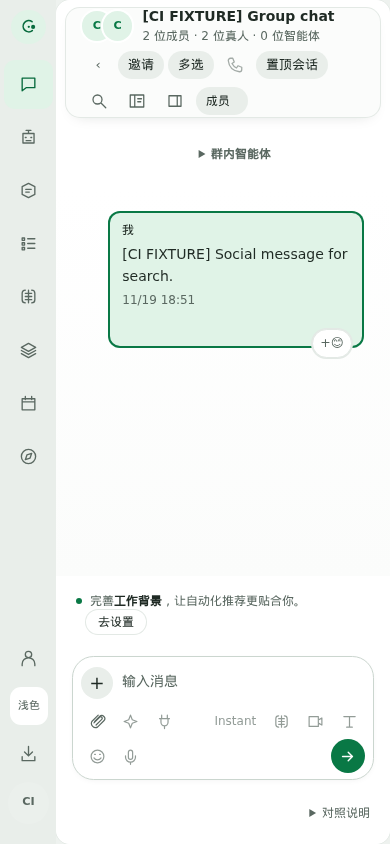 C C
[CI FIXTURE] Group chat
2 位成员 · 2 位真人 · 0 位智能体
‹ 邀请 多选 置顶会话
成员
▶ 群内智能体
我
[CI FIXTURE] Social message for
search.
11/19 18:51
+😊
完善工作背景，让自动化推荐更贴合你。
去设置
+ 输入消息
Instant
浅色
CI
▶ 对照说明